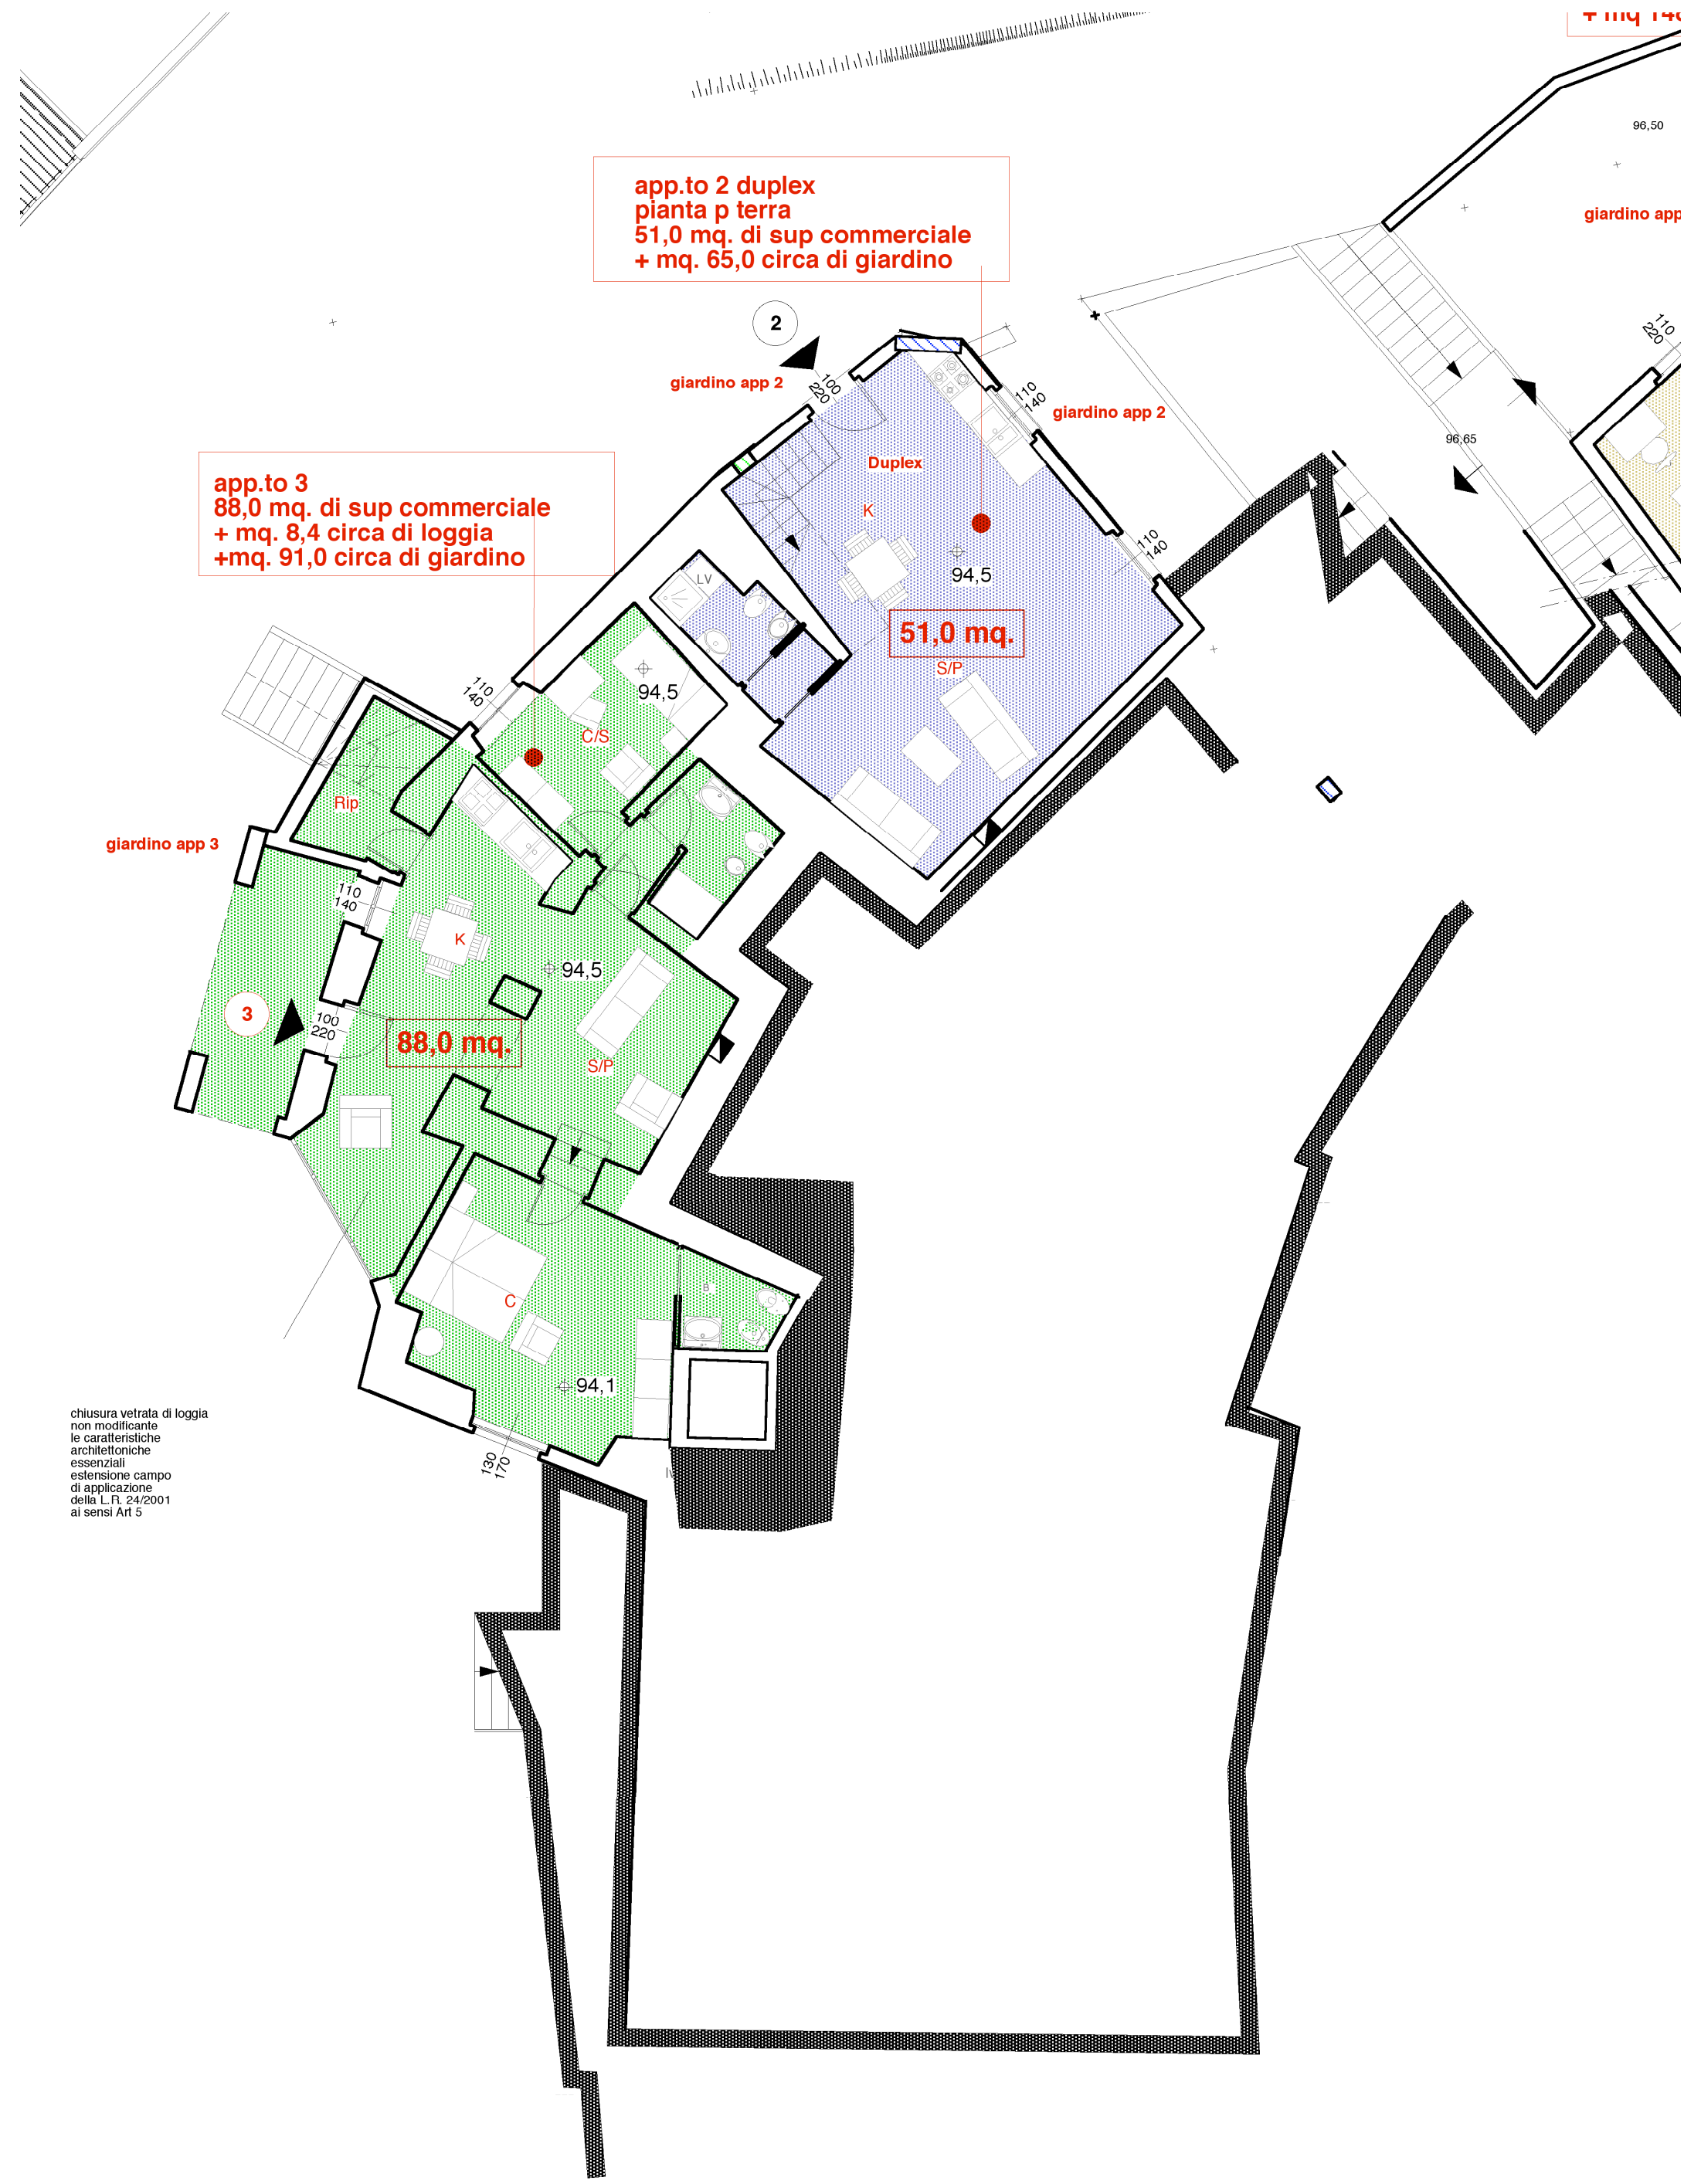 96,50
giardino app
app.to 2 duplex
pianta p terra
51,0 mq. di sup commerciale
+ mq. 65,0 circa di giardino
2
giardino app 2
100
220
110
140
giardino app 2
110
220
96,65
Duplex
K
app.to 3
88,0 mq. di sup commerciale
+ mq. 8,4 circa di loggia
+mq. 91,0 circa di giardino
110
140
94,5
LV
51,0 mq.
S/P
94,5
110
140
C/S
Rip
giardino app 3
110
140
K
94,5
3
100
220
88,0 mq.
S/P
B
C
94,1
130
170
chiusura vetrata di loggia
non modificante
le caratteristiche
architettoniche
essenziali
estensione campo
di applicazione
della L.R. 24/2001
ai sensi Art 5